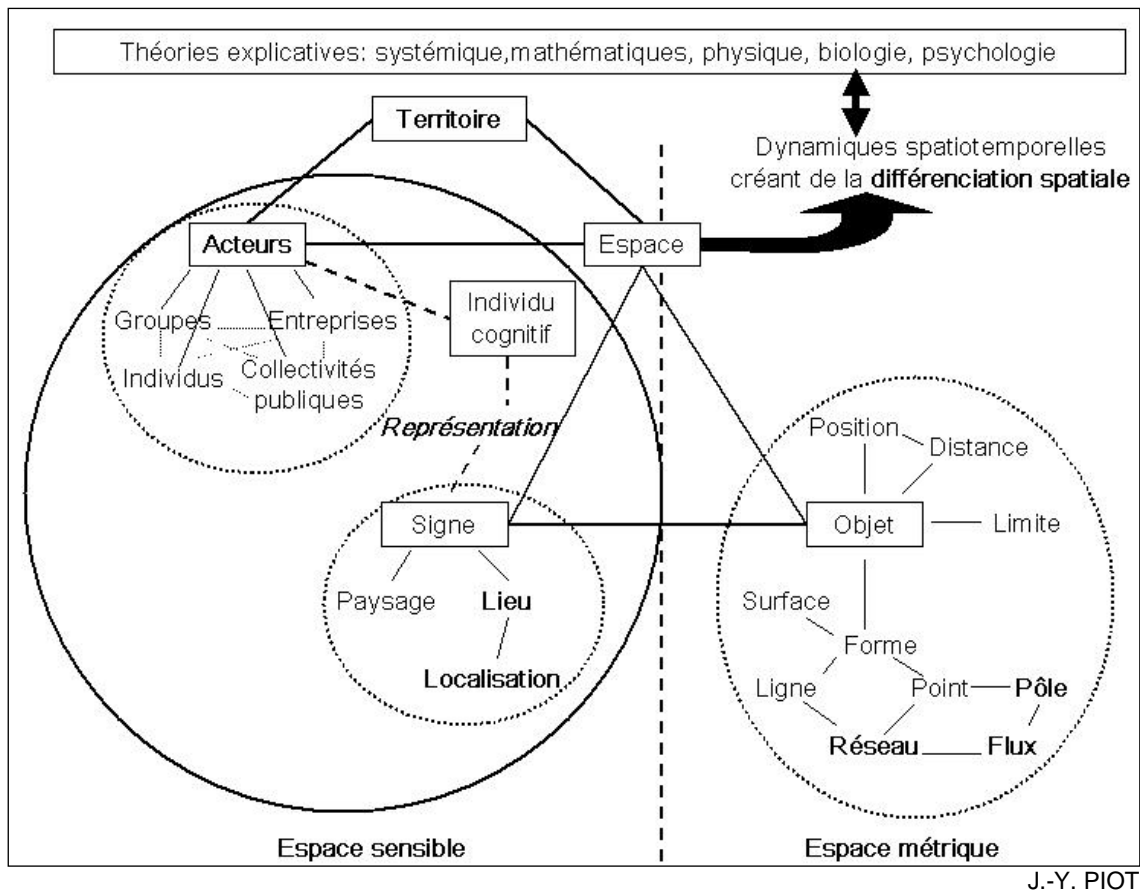 Théories explicatives: systémique,mathématiques, physique, biologie, psychologie
Territoire
Dynamiques spatiotemporelles
créant de la différenciation spatiale
Acteurs
Espace
Individu
cognitif
Groupes
Entreprises
Individus
Collectivités
publiques
Représentation
Position
Distance
Signe
Objet
Limite
Paysage
Lieu
Surface
Forme
Localisation
Ligne
Point
Pôle
Réseau
Flux
Espace sensible
Espace métrique
J.-Y. PIOT